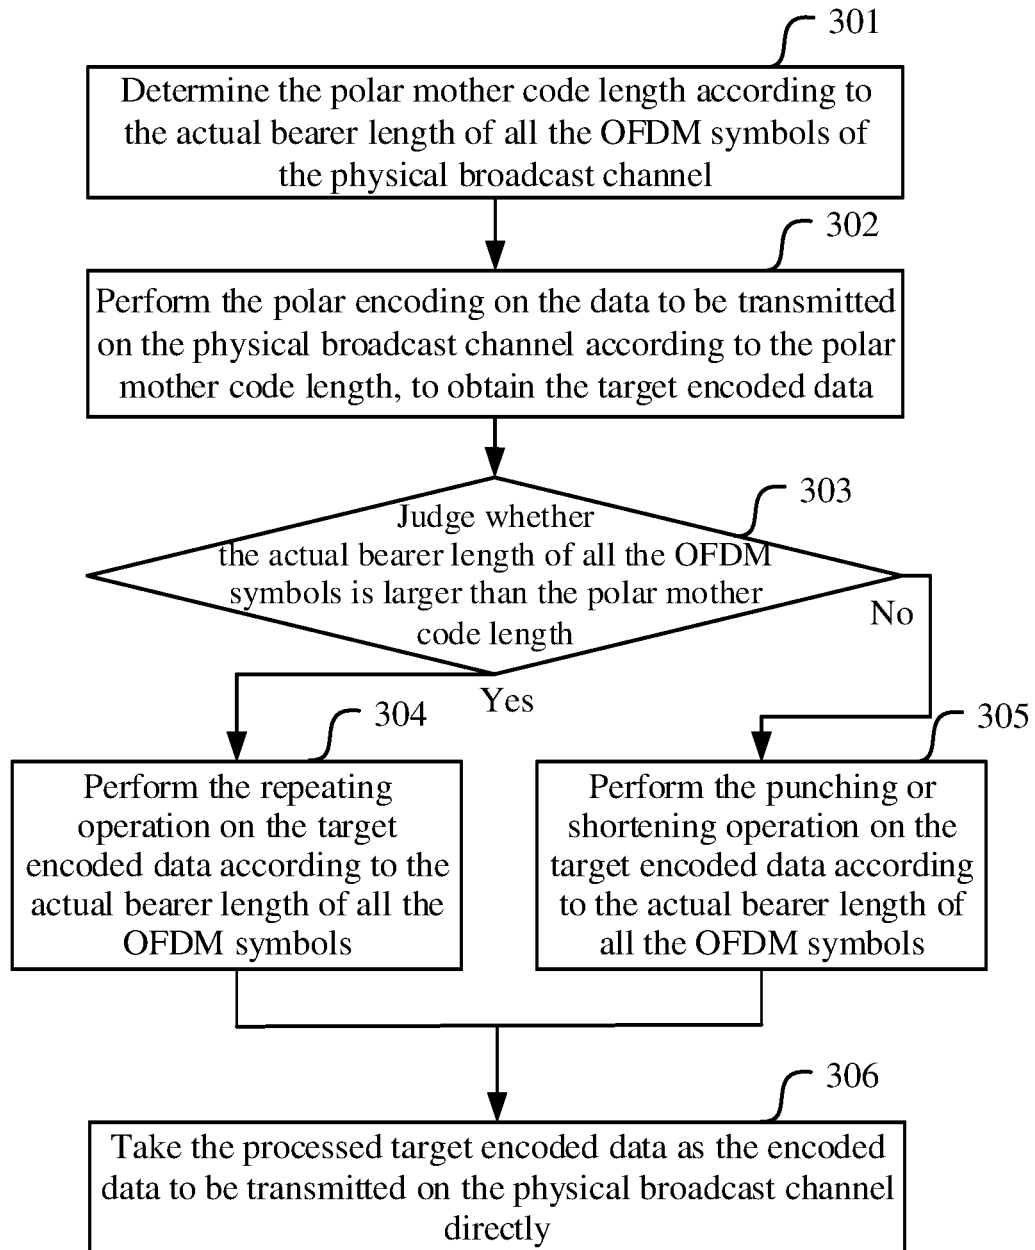 301
Determine the polar mother code length according to
the actual bearer length of all the OFDM symbols of
the physical broadcast channel
302
Perform the polar encoding on the data to be transmitted
on the physical broadcast channel according to the polar
mother code length, to obtain the target encoded data
303
Judge whether
the actual bearer length of all the OFDM
symbols is larger than the polar mother
code length
No
Yes
304
Perform the repeating
operation on the target
encoded data according to the
actual bearer length of all the
OFDM symbols
305
Perform the punching or
shortening operation on the
target encoded data according
to the actual bearer length of
all the OFDM symbols
306
Take the processed target encoded data as the encoded
data to be transmitted on the physical broadcast channel
directly